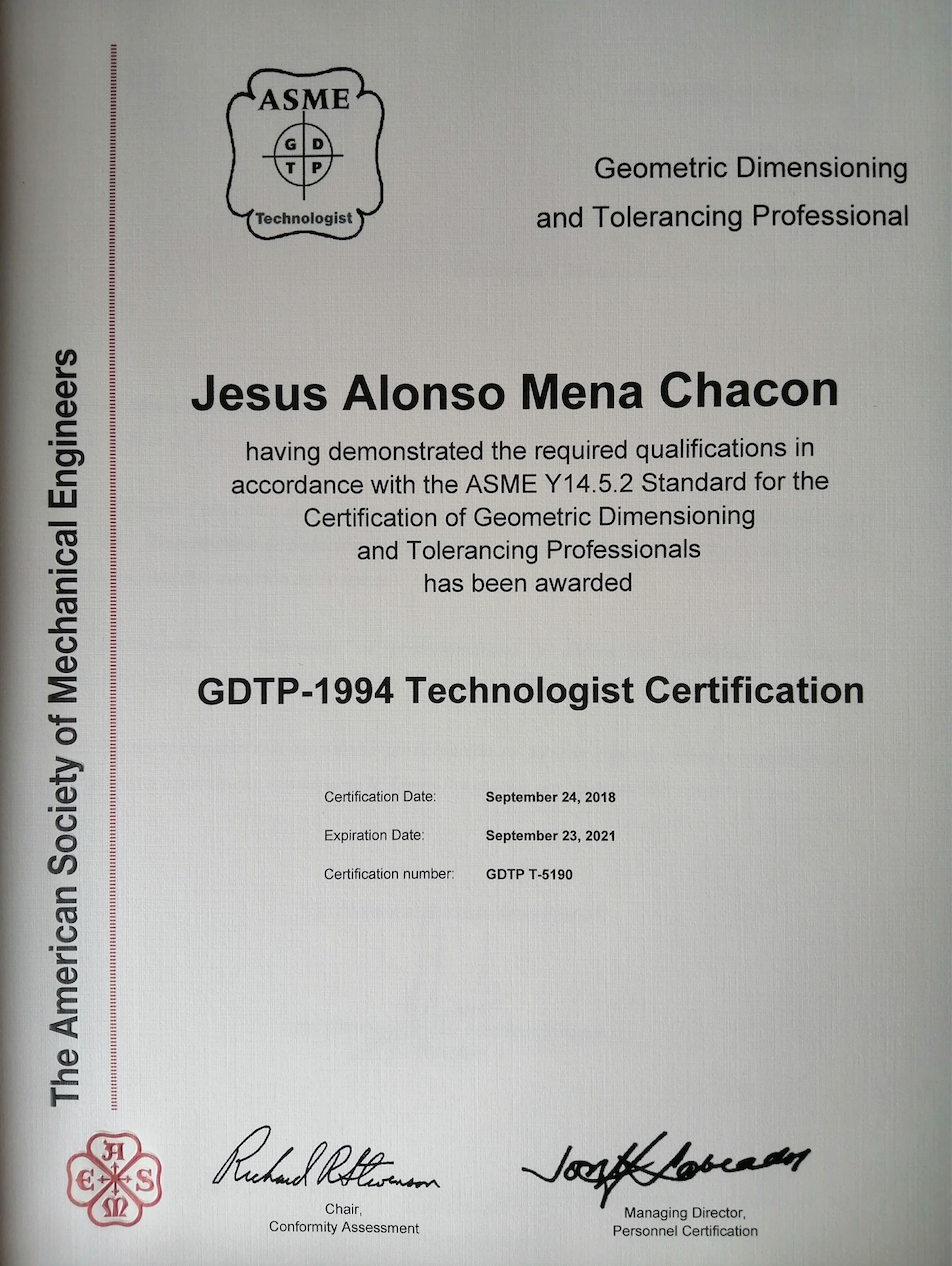 ASME
G D
T P
Technologist
Geometric Dimensioning
and Tolerancing Professional
The American Society of Mechanical Engineers
Jesus Alonso Mena Chacon
having demonstrated the required qualifications in
accordance with the ASME Y14.5.2 Standard for the
Certification of Geometric Dimensioning
and Tolerancing Professionals
has been awarded
GDTP-1994 Technologist Certification
Certification Date: September 24, 2018
Expiration Date: September 23, 2021
Certification number: GDTP T-5190
A
E S
M
Richard R Stevenson
Chair,
Conformity Assessment
Managing Director,
Personnel Certification